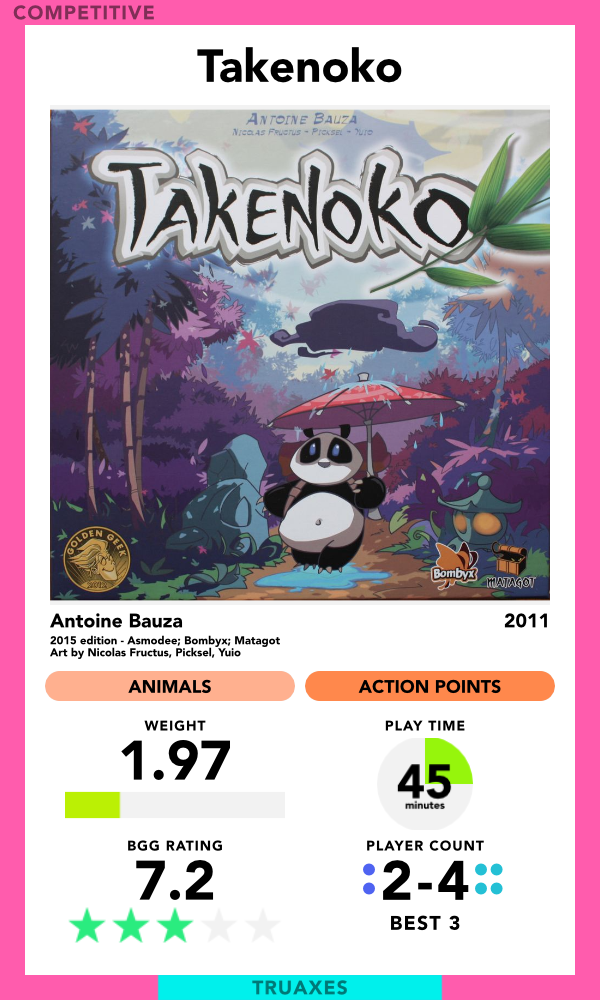 COMPETITIVE
Takenoko
ANTOINE BAUZA
NICOLAS FRUCTUS - PICKSEL - YUIO
TAKENOKO
GOLDEN GEEK
Bombyx
MATAGOT
Antoine Bauza
2011
2015 edition - Asmodee; Bombyx; Matagot
Art by Nicolas Fructus, Picksel, Yuio
ANIMALS
ACTION POINTS
WEIGHT
1.97
PLAY TIME
45
minutes
BGG RATING
7.2
PLAYER COUNT
2-4
BEST 3
TRUAXES